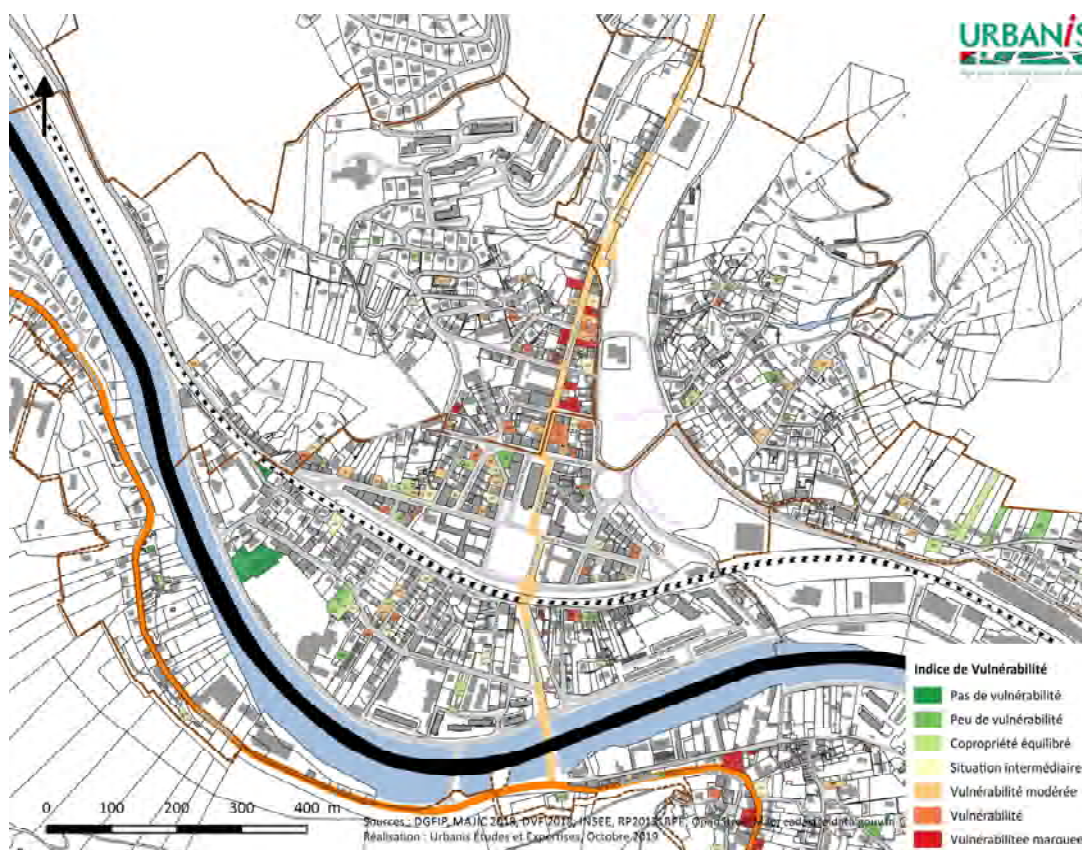 URBANiS
0 100 200 300 400 m
Sources : DGFIP, MAJIC 2018, DVF 2018, INSEE,
Réalisation : Urbanis Etudes et Expertises, Octobre 2019
Indice de Vulnérabilité
Pas de vulnérabilité
Peu de vulnérabilité
Copropriété équilibré
Situation intermédiaire
Vulnérabilité modérée
Vulnérabilité
Vulnérabilitee marquee